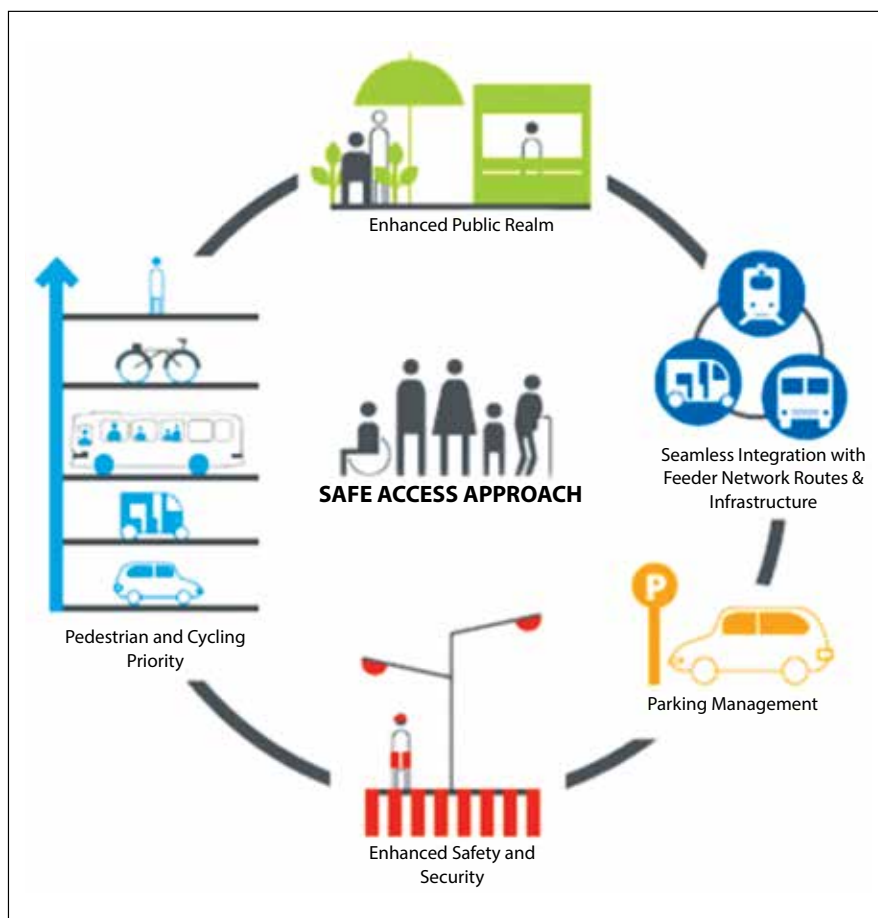 Enhanced Public Realm
Seamless Integration with
Feeder Network Routes &
Infrastructure
SAFE ACCESS APPROACH
P
Parking Management
Pedestrian and Cycling
Priority
Enhanced Safety and
Security